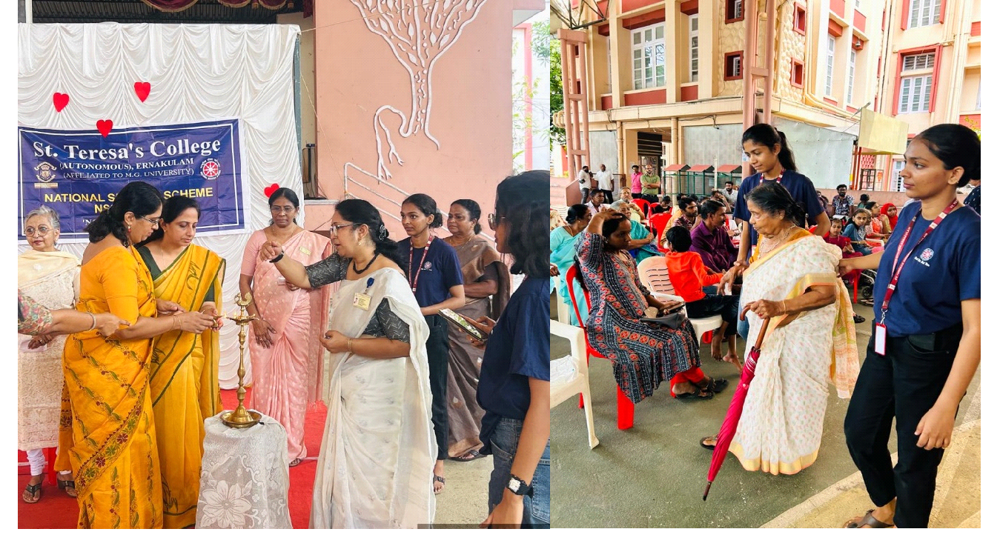 St. Teresa's College
(AUTONOMOUS), ERNAKULAM
(AFFILIATED TO M.G. UNIVERSITY)
NATIONAL SCHEME